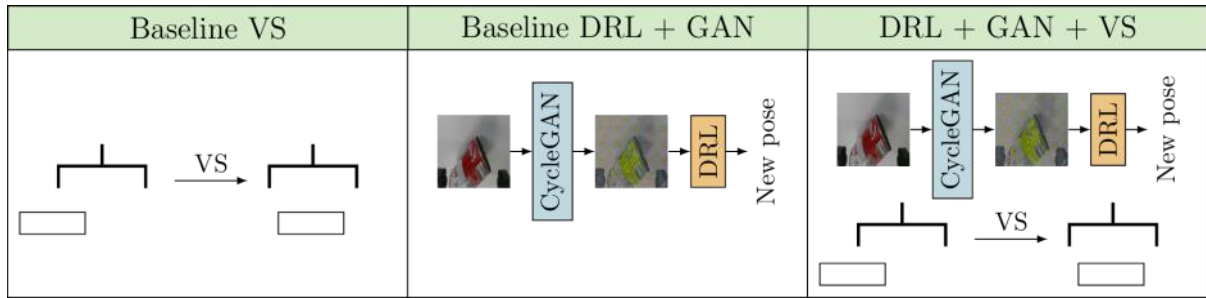 Baseline VS
Baseline DRL + GAN
DRL + GAN + VS
VS
CycleGAN
DRL
New pose
CycleGAN
DRL
New pose
VS